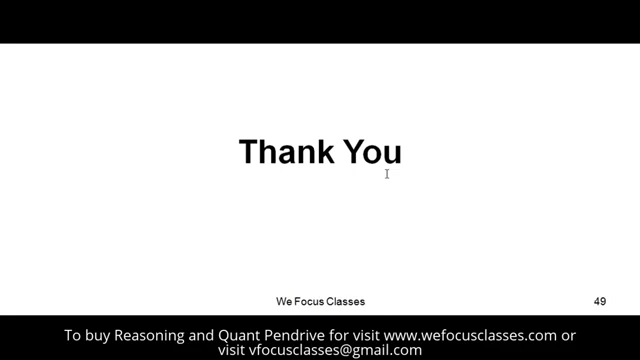 Thank You
We Focus Classes
49
To buy Reasoning and Quant Pendrive for visit www.wefocusclasses.com or
visit vfocusclasses@gmail.com